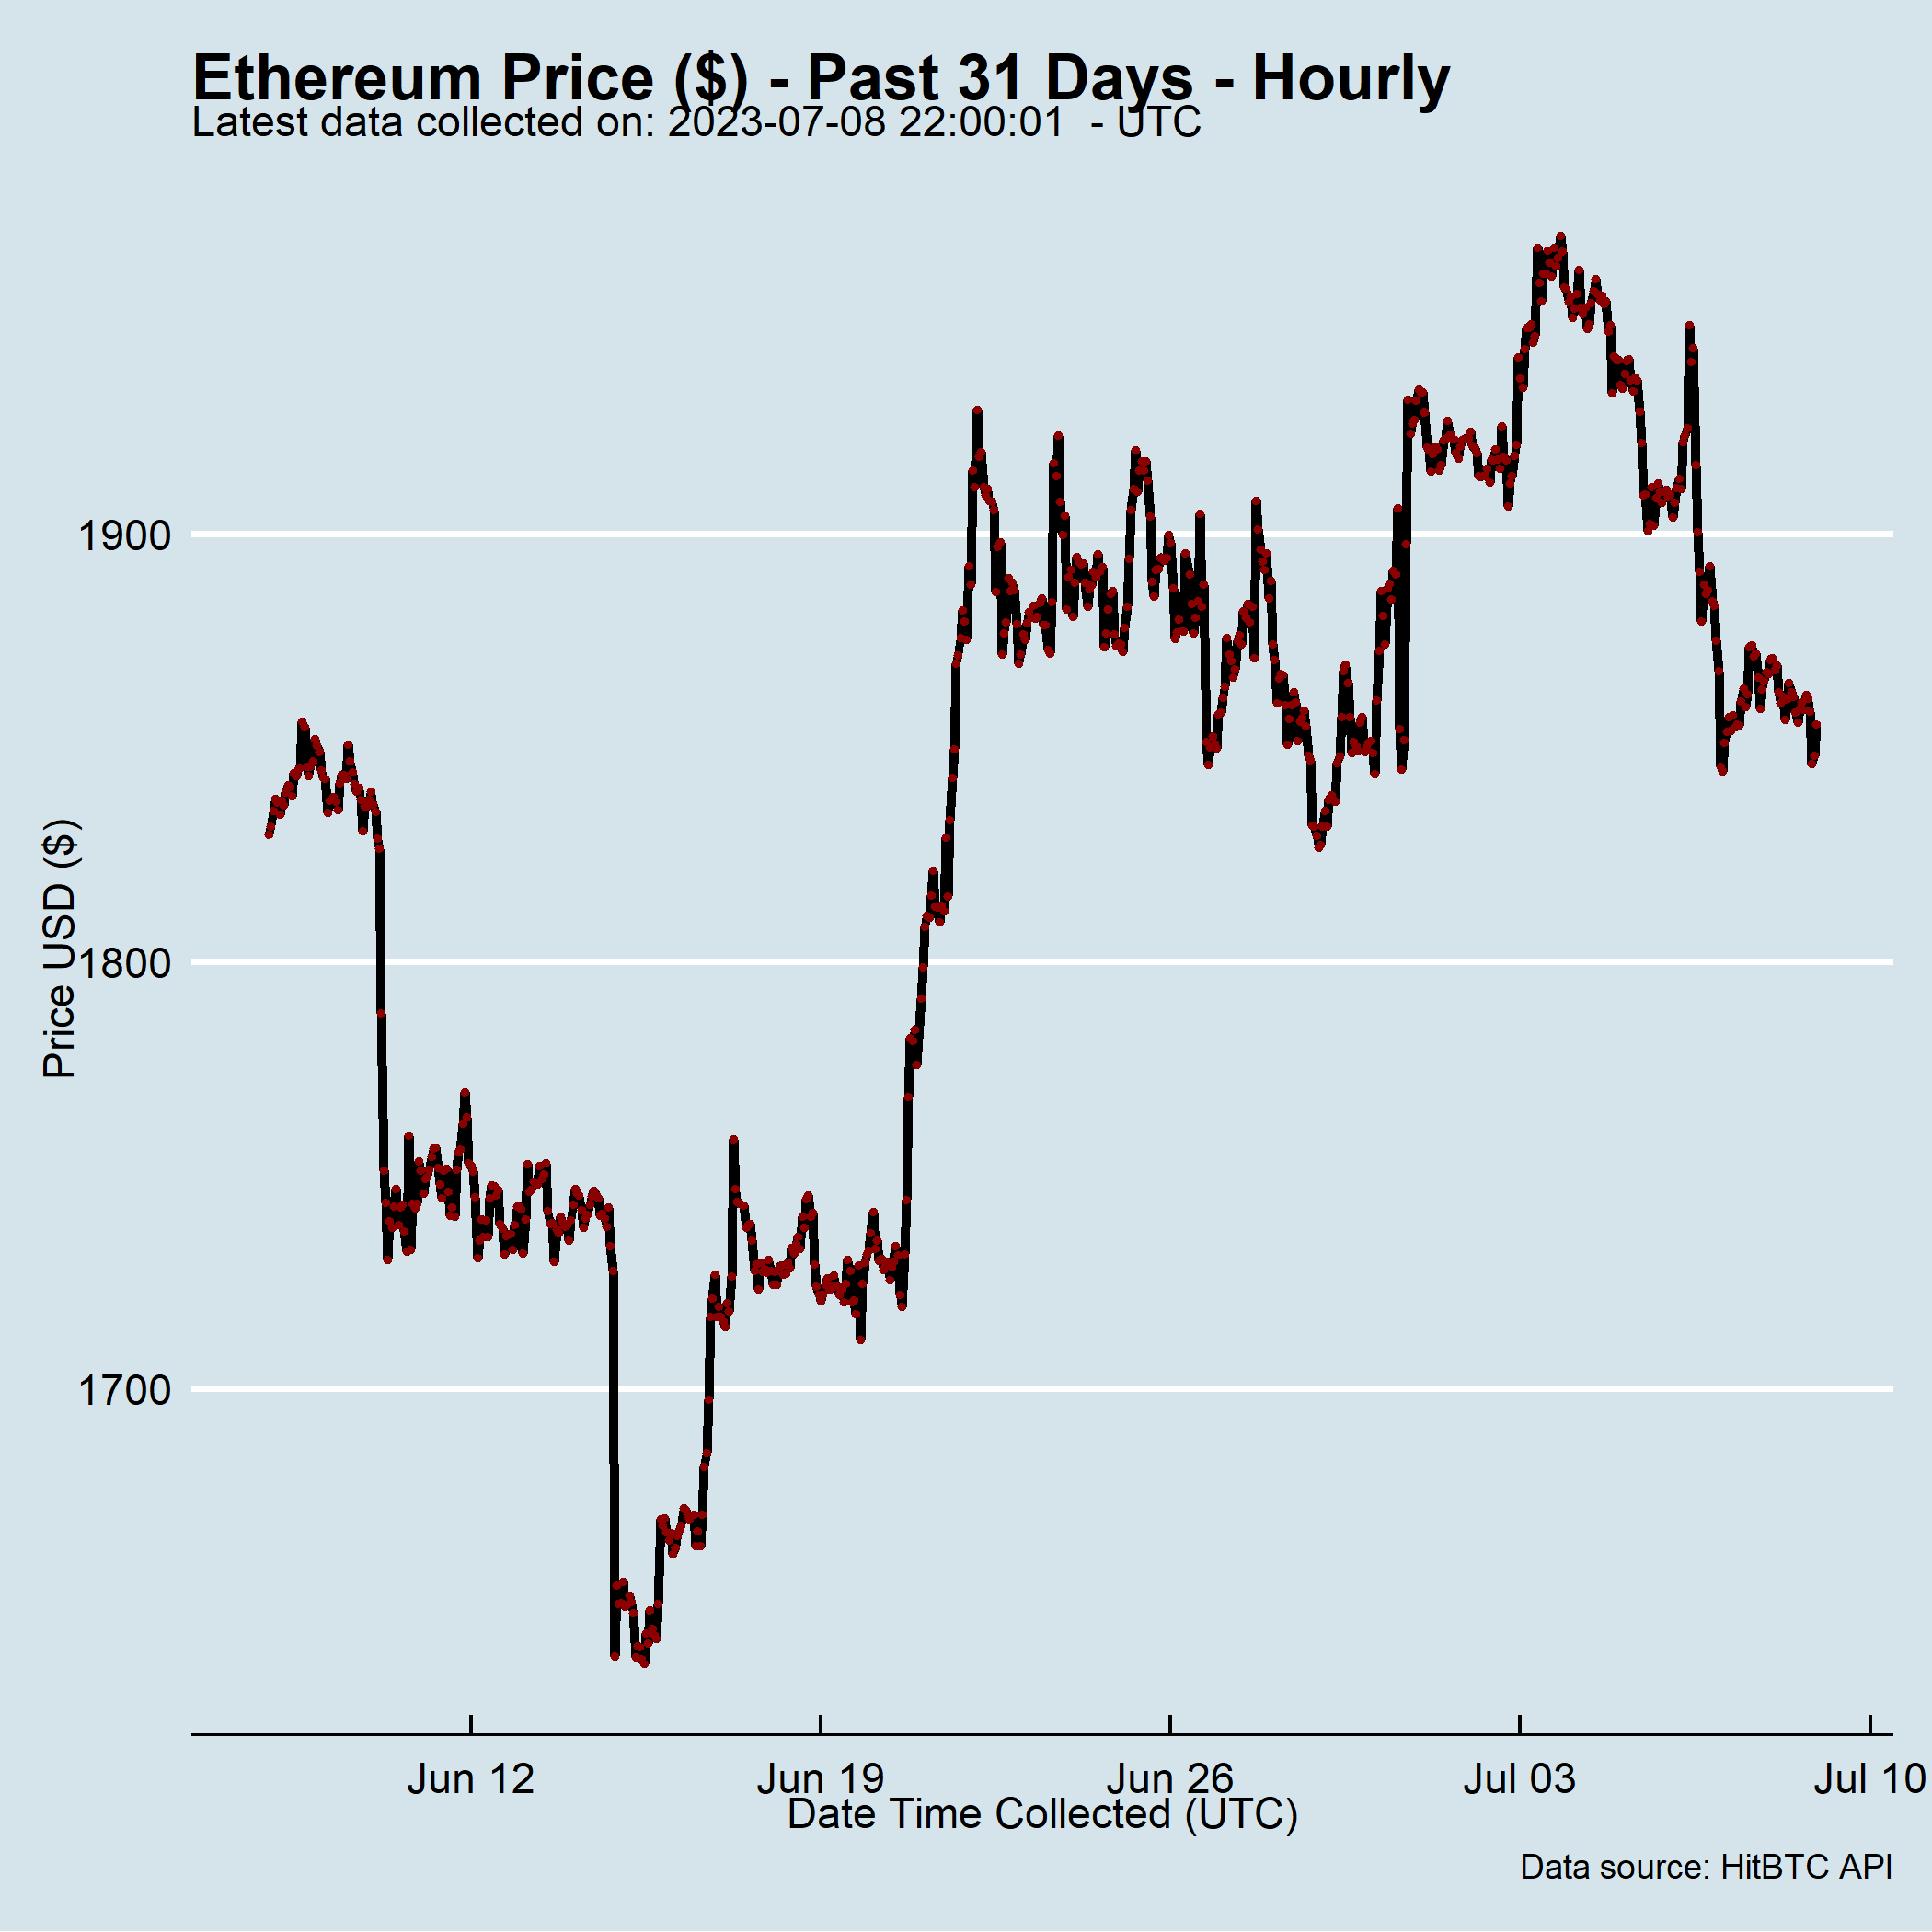 Ethereum Price ($) - Past 31 Days - Hourly
Latest data collected on: 2023-07-08 22:00:01  - UTC
1900
1800
1700
Price USD ($)
Jun 12
Jun 19
Jun 26
Jul 03
Jul 10
Date Time Collected (UTC)
Data source: HitBTC API